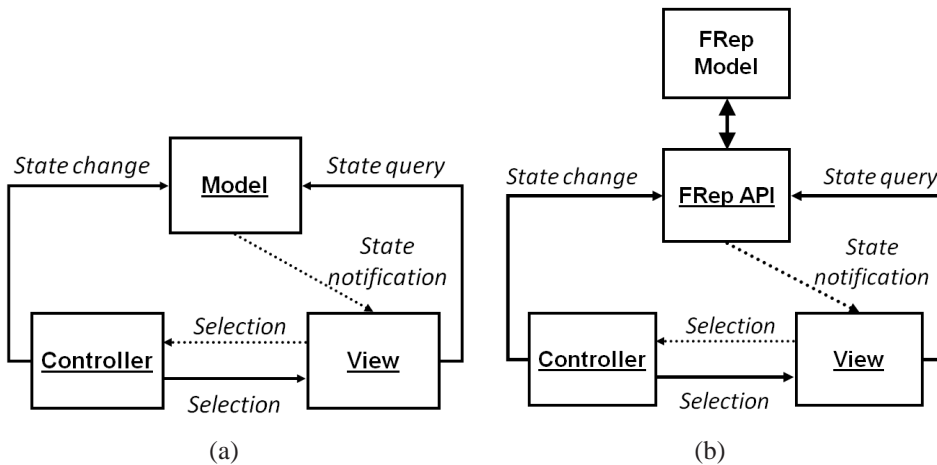 State change
State query
Model
State
notification
Selection
Controller
View
Selection
(a)
FRep
Model
State change
State query
FRep API
State
notification
Selection
Controller
View
Selection
(b)